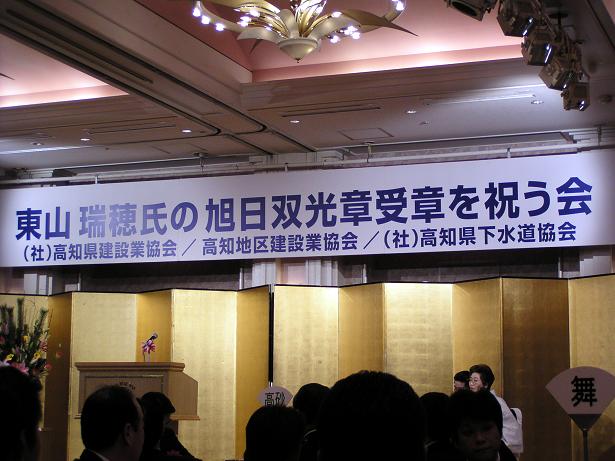 東山 瑞穂氏の旭日双光章受章を祝う会
(社)高知県建設業協会／高知地区建設業協会／(社)高知県下水道協会
高砂
舞